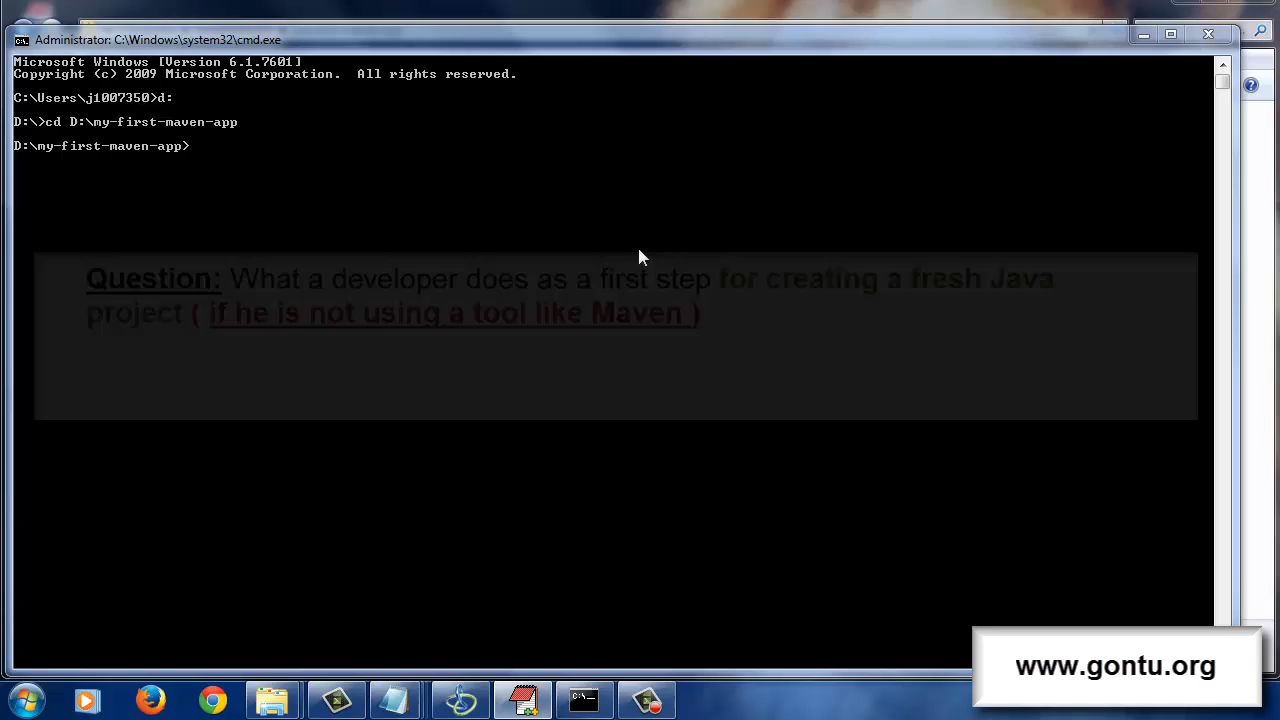 Administrator: C:\Windows\system32\cmd.exe
Microsoft Windows [Version 6.1.7601]
Copyright (c) 2009 Microsoft Corporation.  All rights reserved.
C:\Users\j1007350>d:
D:\>cd D:\my-first-maven-app
D:\my-first-maven-app>
Question: What a developer does as a first step for creating a fresh Java
project ( if he is not using a tool like Maven )
www.gontu.org